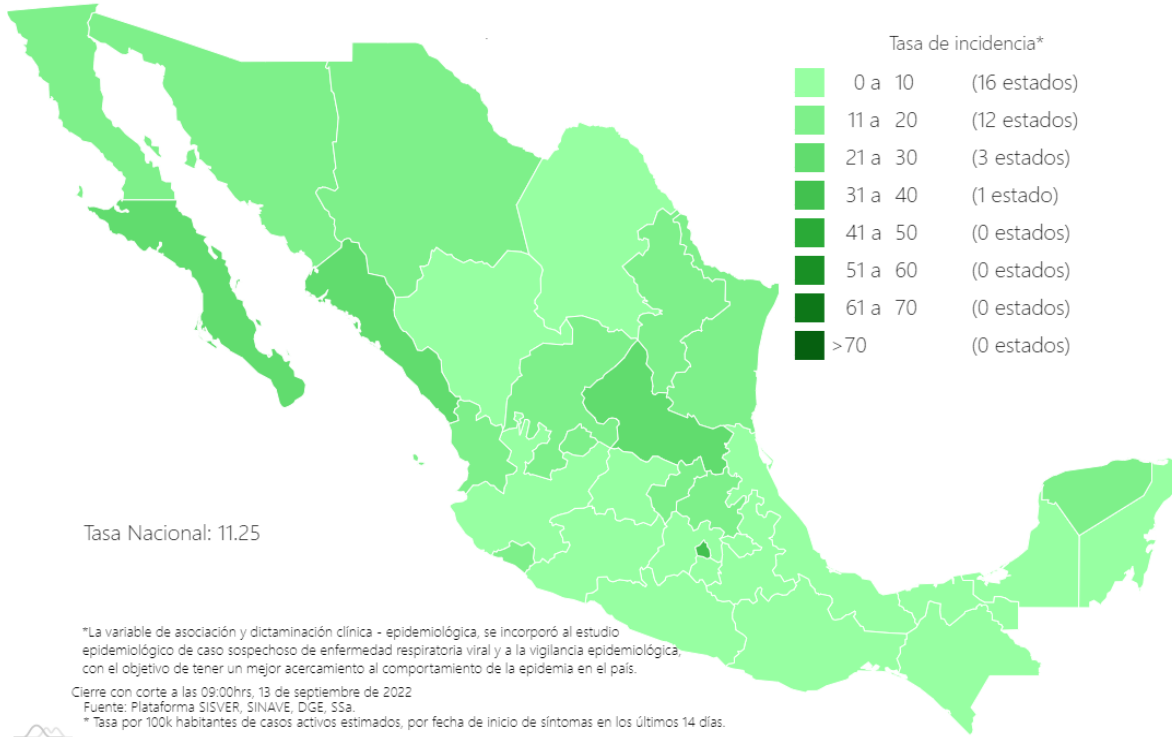 Tasa de incidencia*
0 a 10 (16 estados)
11 a 20 (12 estados)
21 a 30 (3 estados)
31 a 40 (1 estado)
41 a 50 (0 estados)
51 a 60 (0 estados)
61 a 70 (0 estados)
>70 (0 estados)
Tasa Nacional: 11.25
*La variable de asociación y dictaminación clínica - epidemiológica, se incorporó al estudio
epidemiológico de caso sospechoso de enfermedad respiratoria viral y a la vigilancia epidemiológica,
con el objetivo de tener un mejor acercamiento al comportamiento de la epidemia en el país.
Cierre con corte a las 09:00hrs, 13 de septiembre de 2022
Fuente: Plataforma SISVER, SINAVE, DGE, SSa.
* Tasa por 100k habitantes de casos activos estimados, por fecha de inicio de síntomas en los últimos 14 días.